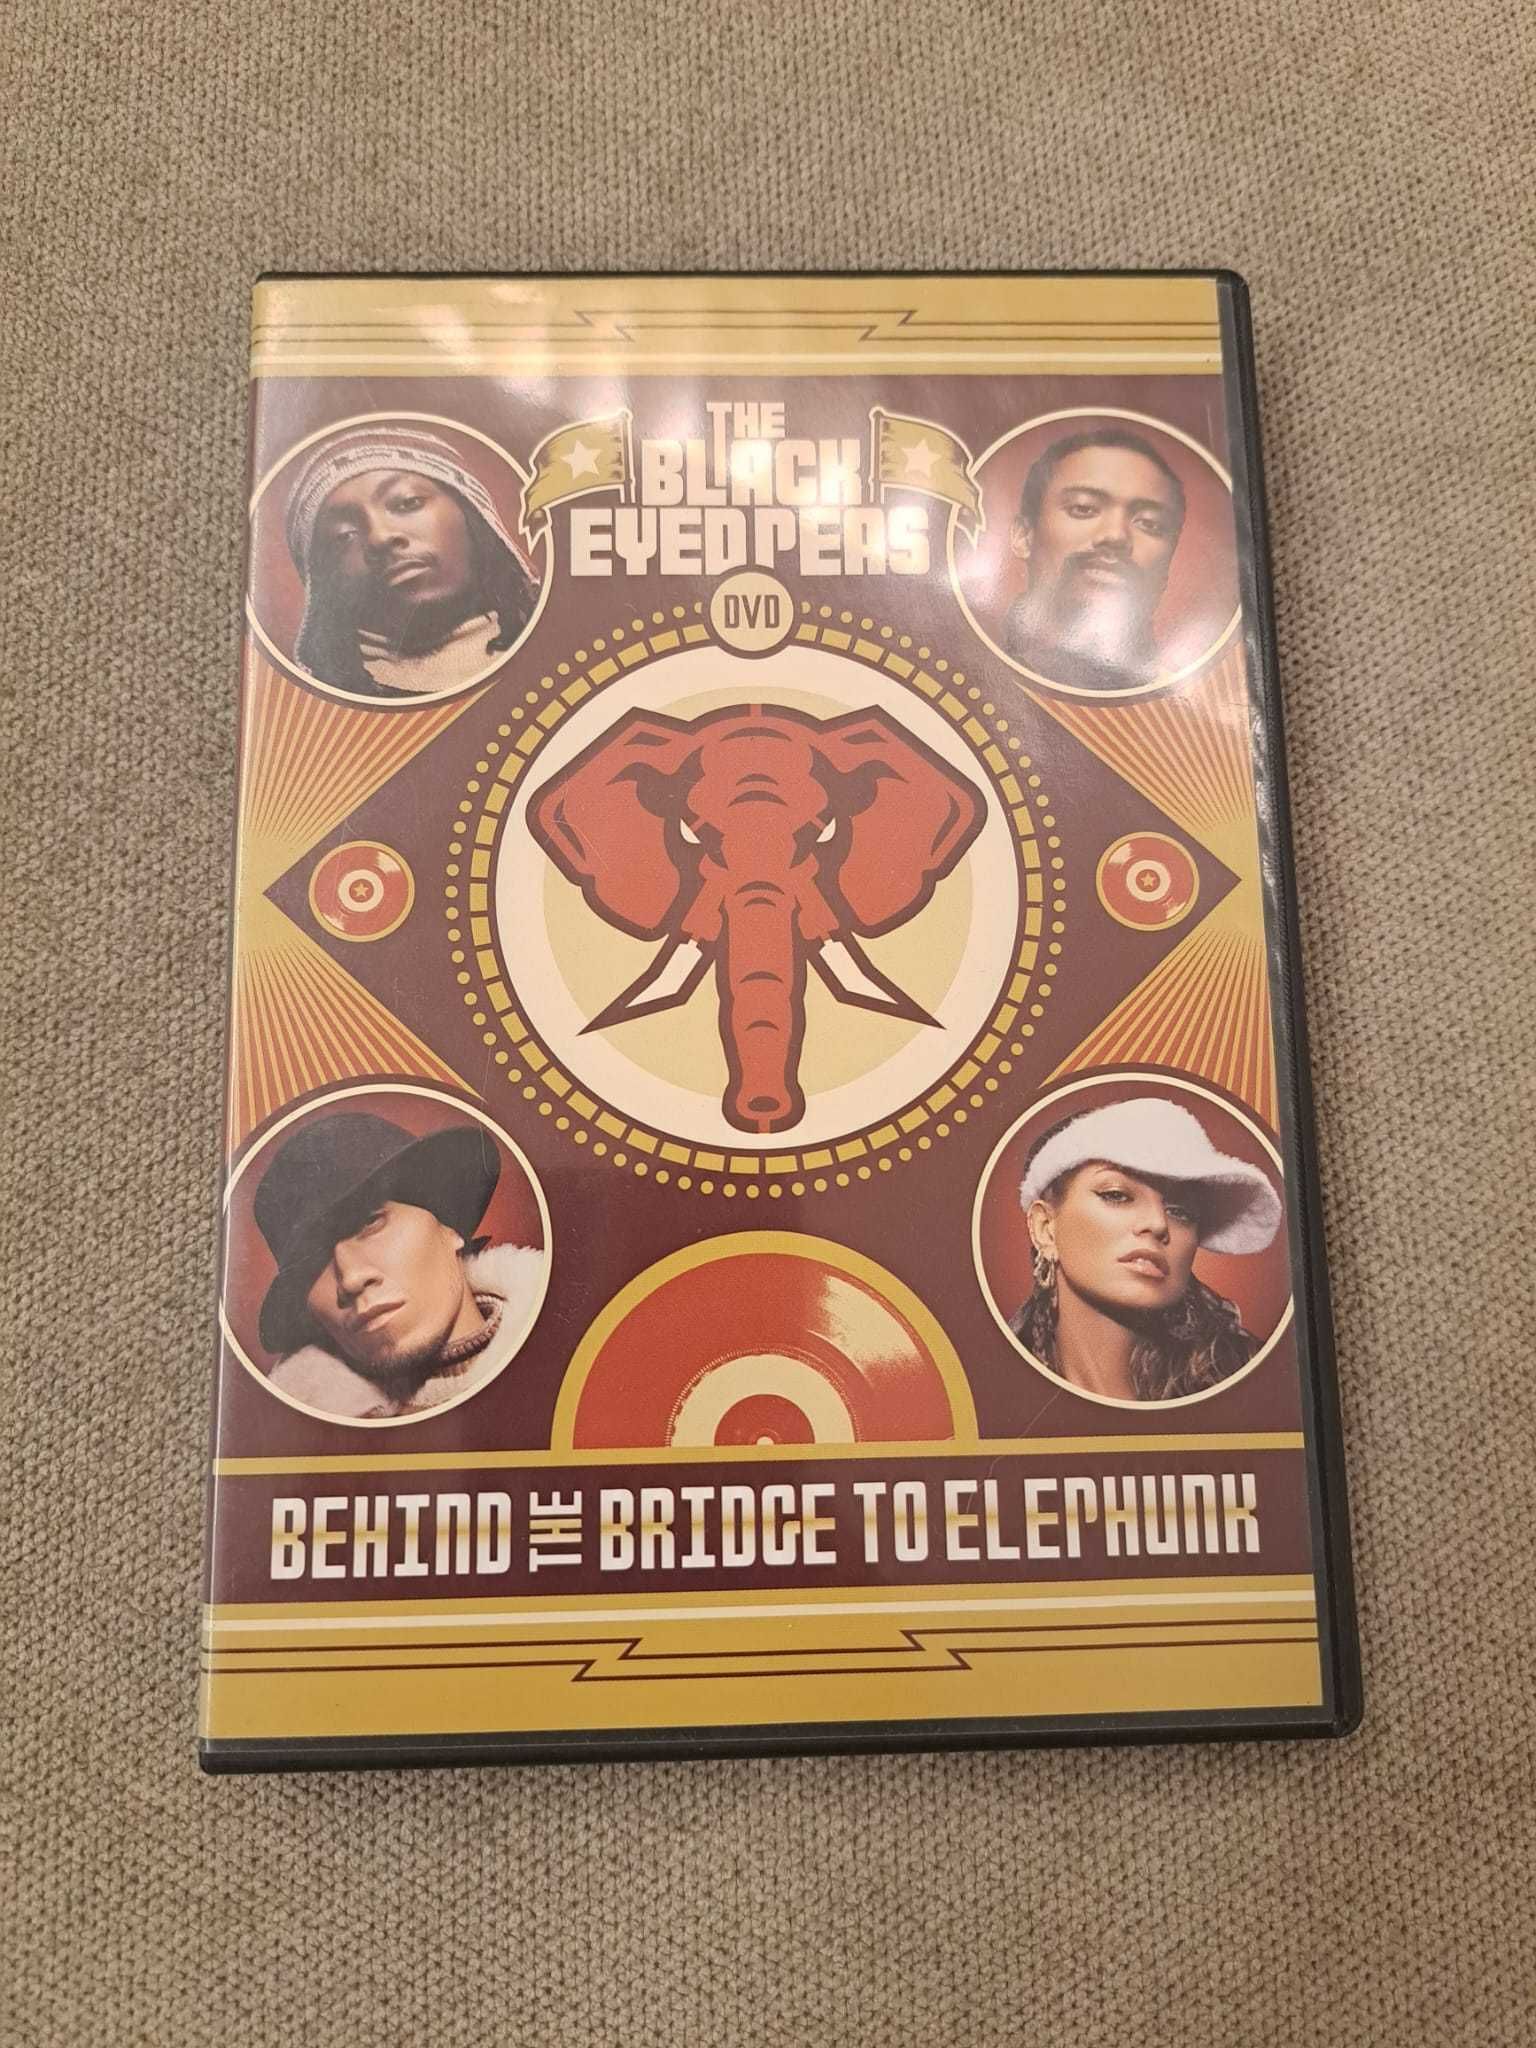 THE
BLACK
EYED PEAS
DVD
BEHIND THE BRIDGE TO ELEPHUNK